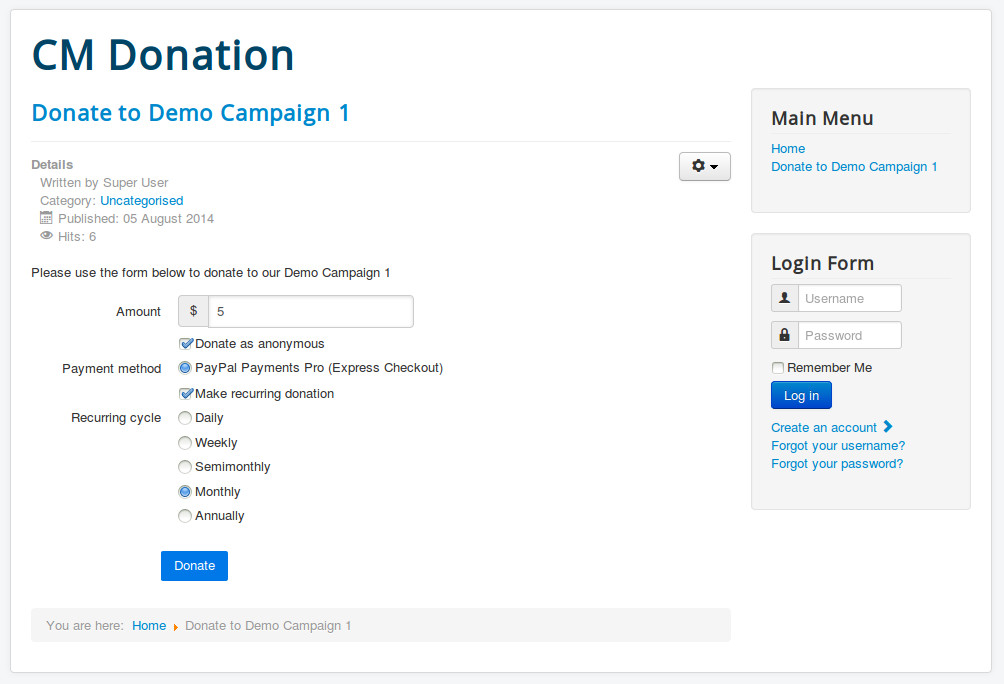 CM Donation
Donate to Demo Campaign 1
Details
Written by Super User
Category: Uncategorised
Published: 05 August 2014
Hits: 6
Please use the form below to donate to our Demo Campaign 1
Amount $ 5
Donate as anonymous
Payment method PayPal Payments Pro (Express Checkout)
Make recurring donation
Recurring cycle Daily
Weekly
Semimonthly
Monthly
Annually
Donate
You are here: Home Donate to Demo Campaign 1
Main Menu
Home
Donate to Demo Campaign 1
Login Form
Username
Password
Remember Me
Log in
Create an account
Forgot your username?
Forgot your password?